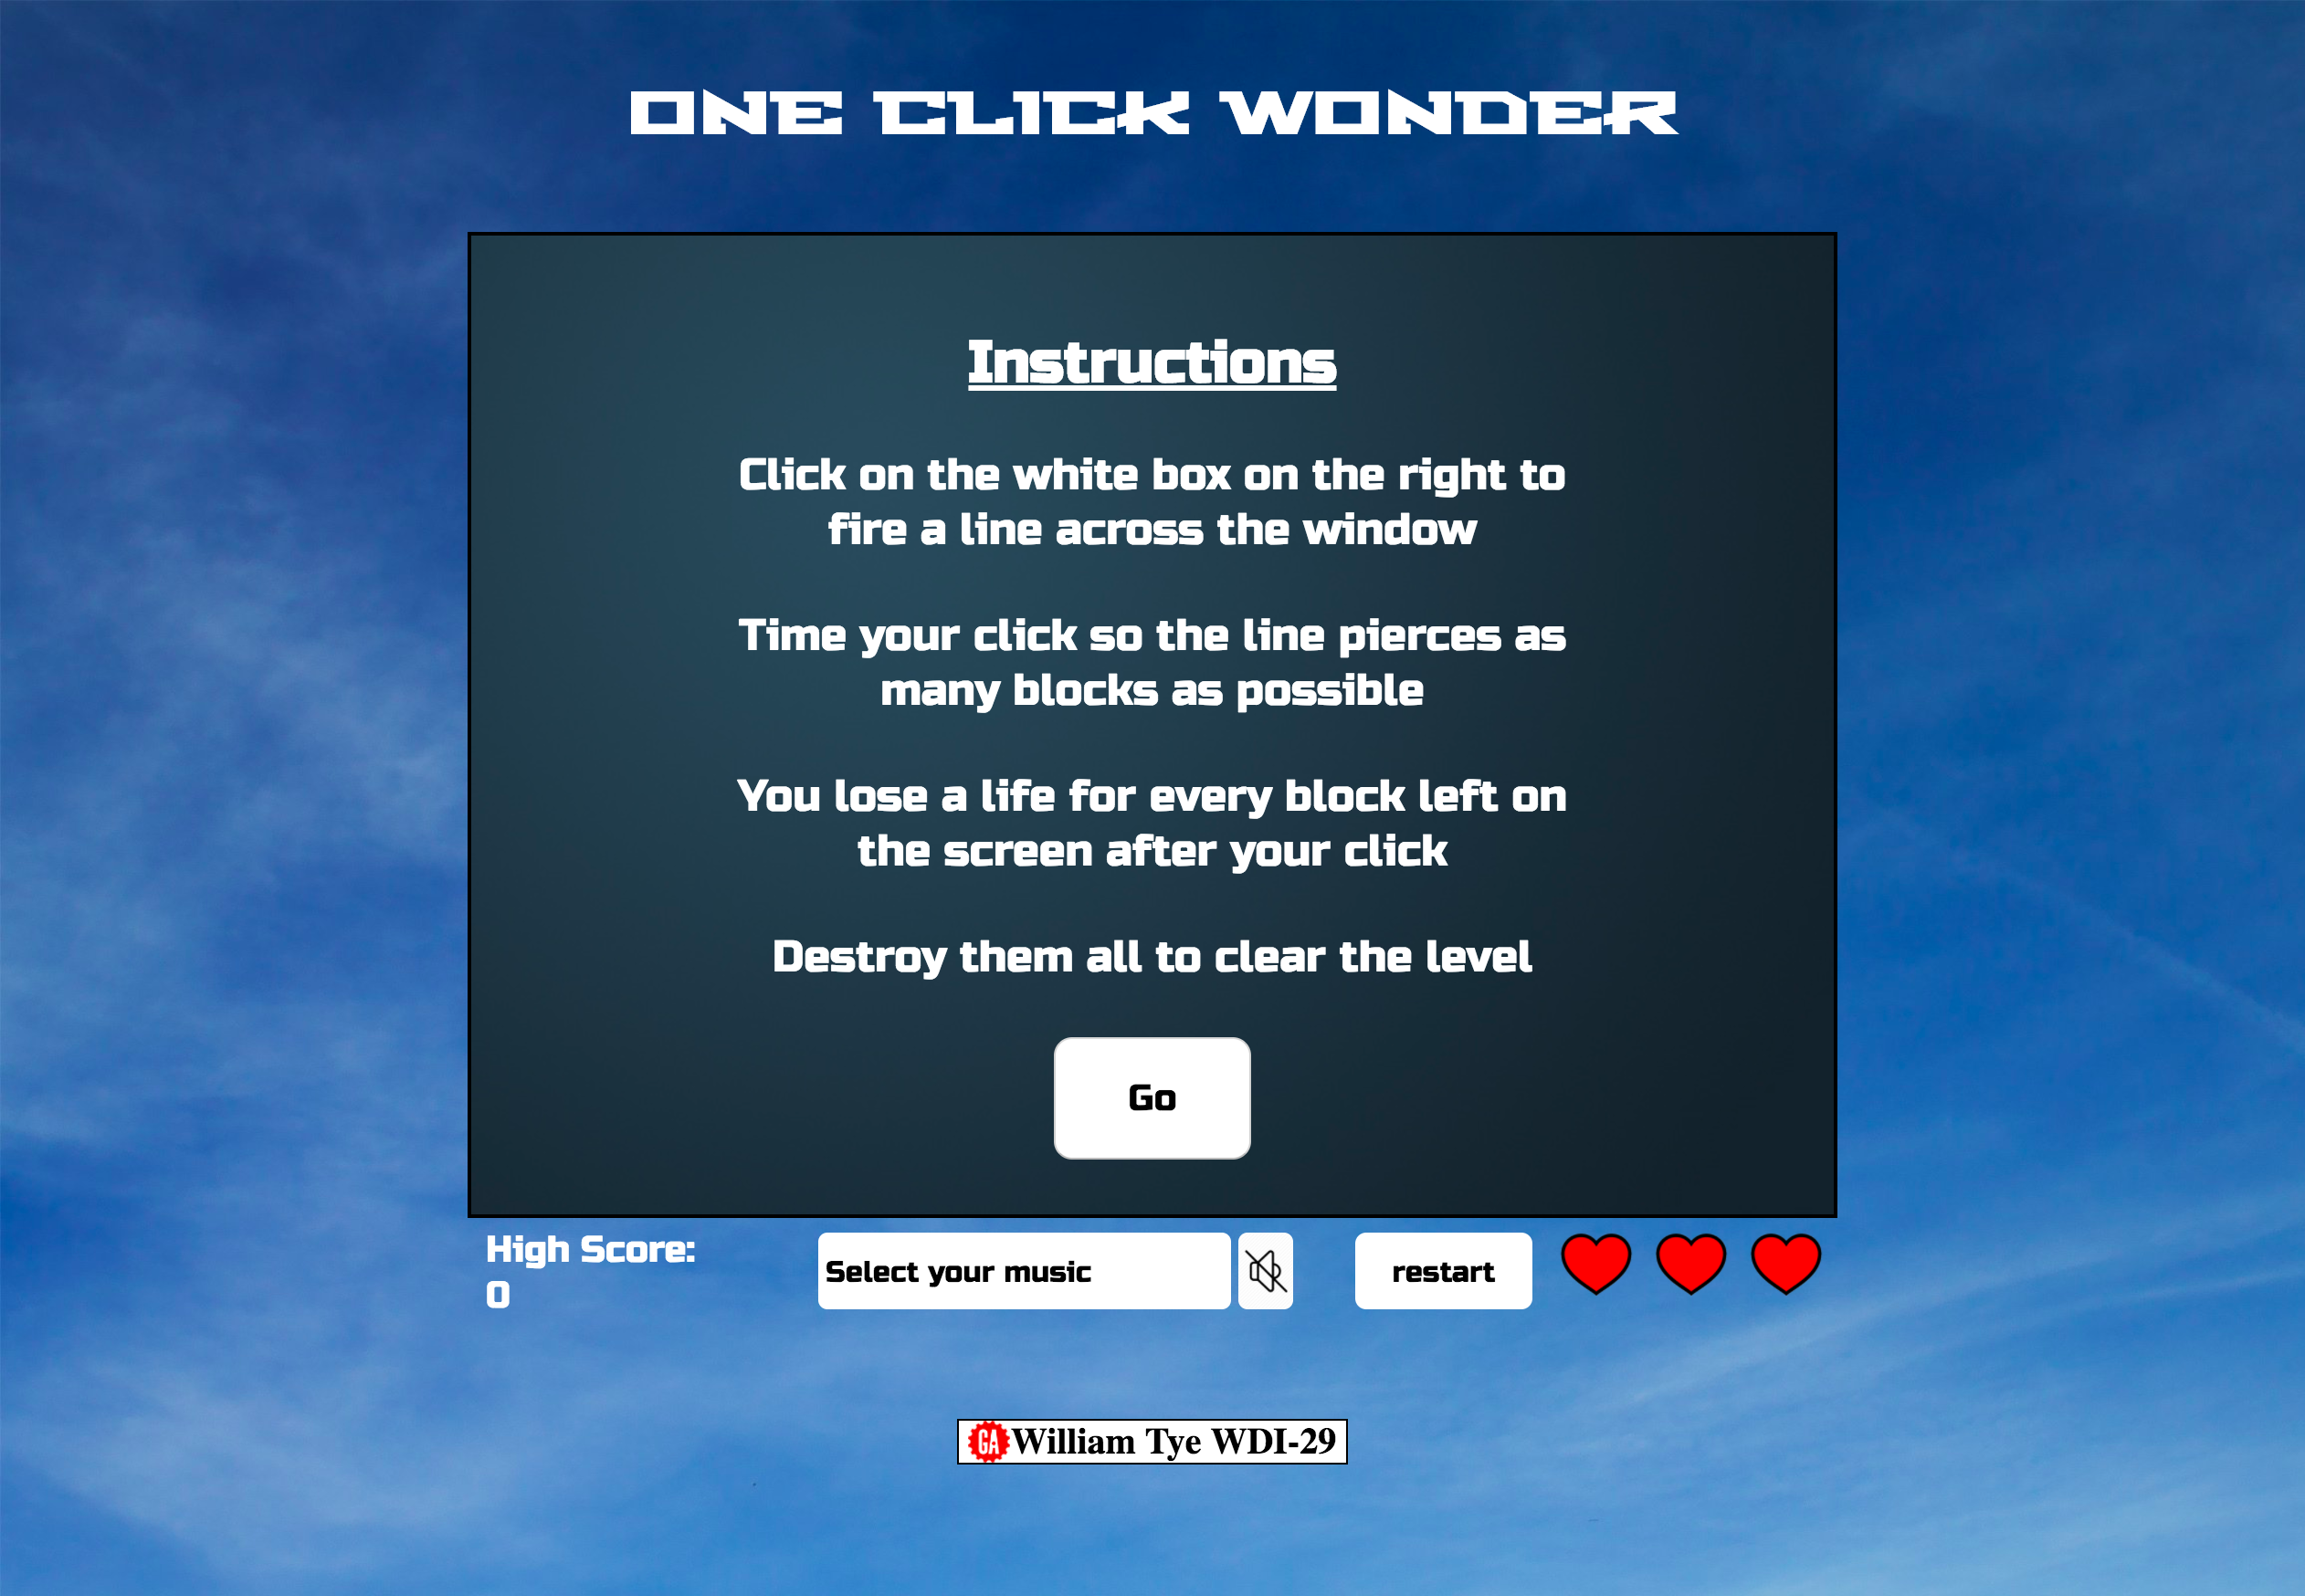 ONE CLICK WONDER
Instructions
Click on the white box on the right to
fire a line across the window
Time your click so the line pierces as
many blocks as possible
You lose a life for every block left on
the screen after your click
Destroy them all to clear the level
Go
High Score:
0
Select your music
restart
GA William Tye WDI-29